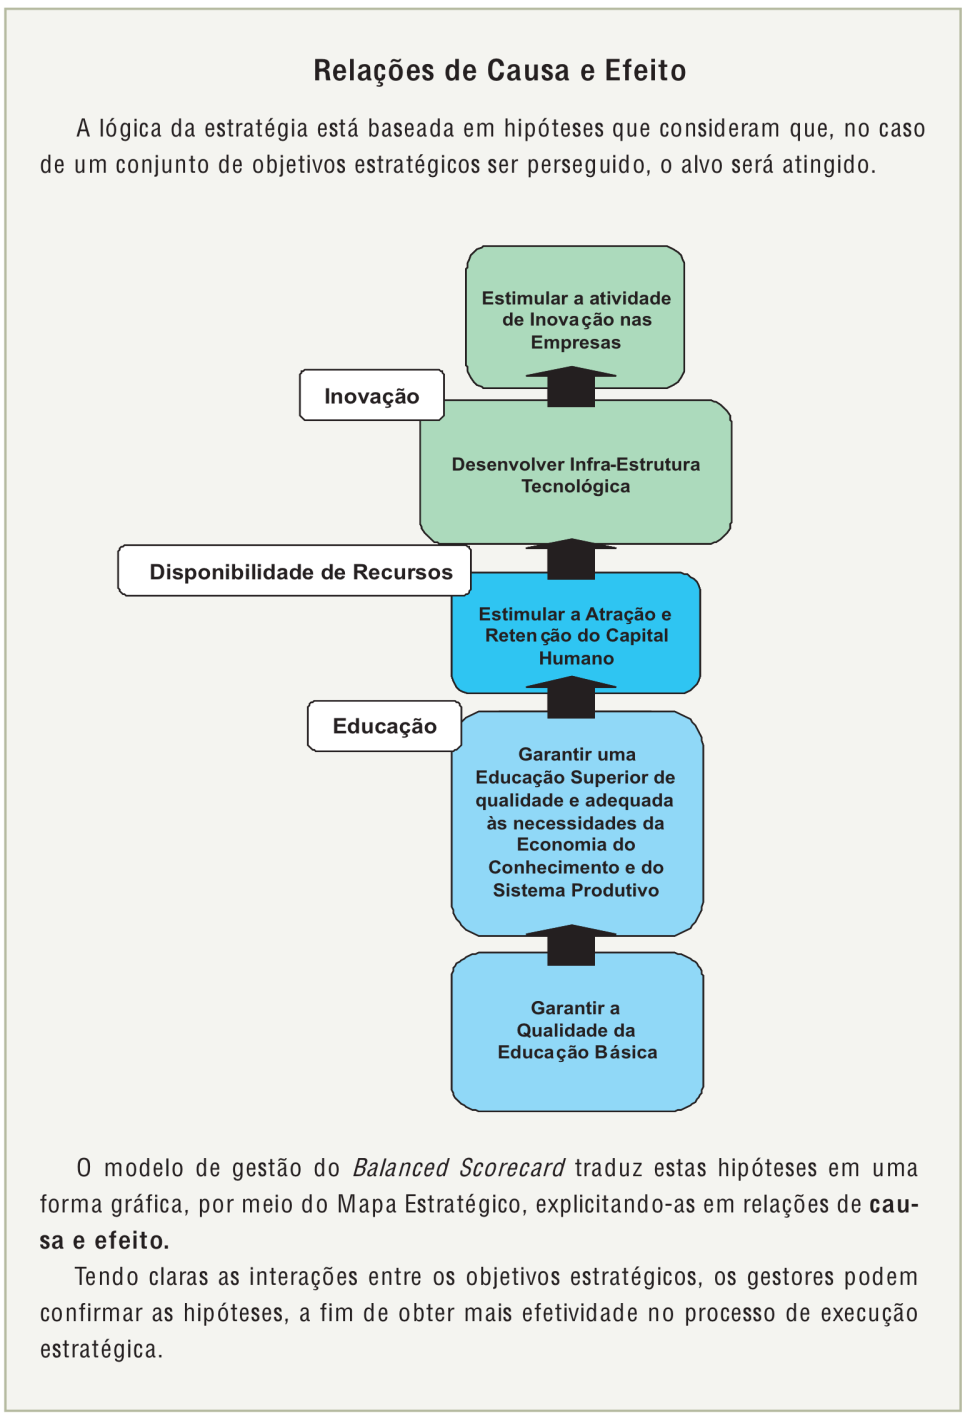 Relações de Causa e Efeito
A lógica da estratégia está baseada em hipóteses que consideram que, no caso
de um conjunto de objetivos estratégicos ser perseguido, o alvo será atingido.
Estimular a atividade
de Inovação nas
Empresas
Inovação
Desenvolver Infra-Estrutura
Tecnológica
Disponibilidade de Recursos
Estimular a Atração e
Retenção do Capital
Humano
Educação
Garantir uma
Educação Superior de
qualidade e adequada
às necessidades da
Economia do
Conhecimento e do
Sistema Produtivo
Garantir a
Qualidade da
Educação Básica
O modelo de gestão do Balanced Scorecard traduz estas hipóteses em uma
forma gráfica, por meio do Mapa Estratégico, explicitando-as em relações de cau-
sa e efeito.
Tendo claras as interações entre os objetivos estratégicos, os gestores podem
confirmar as hipóteses, a fim de obter mais efetividade no processo de execução
estratégica.